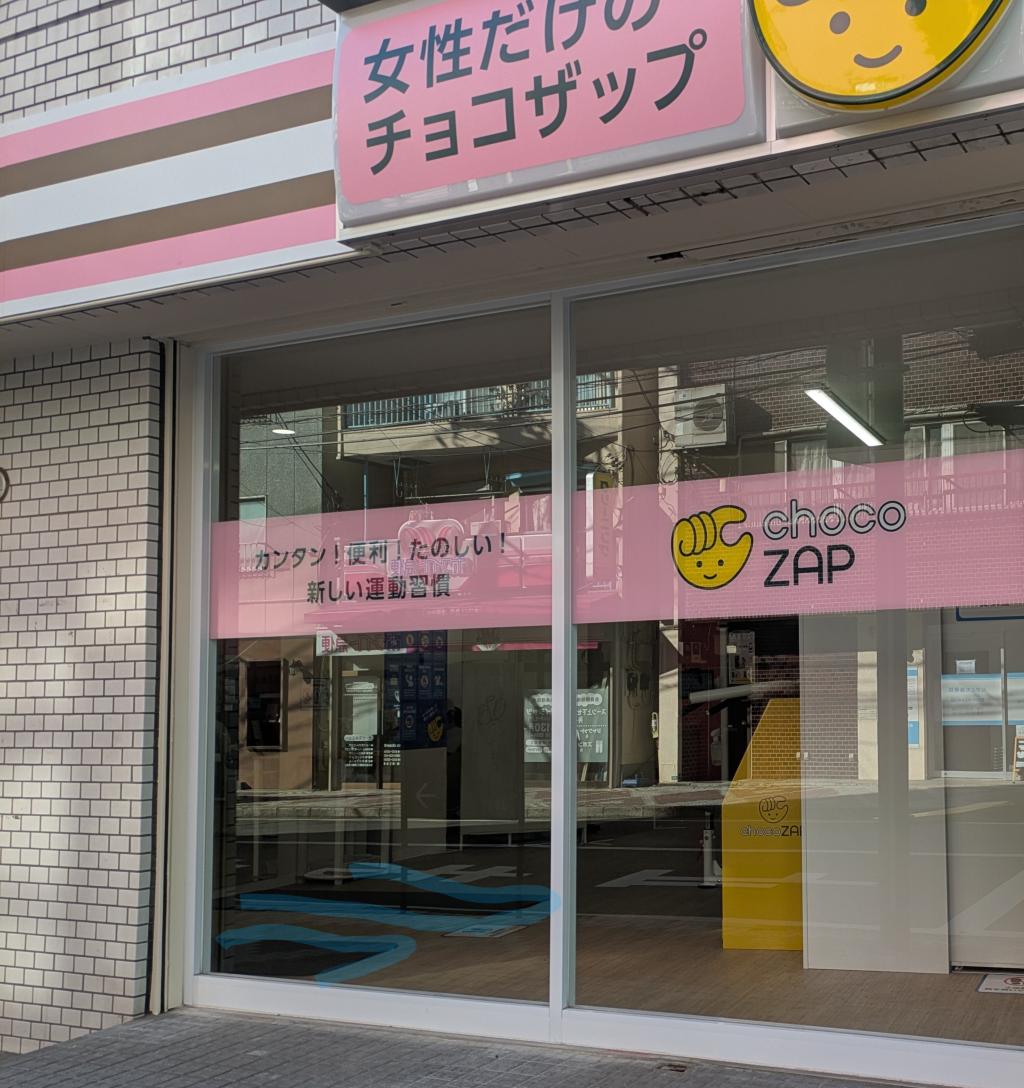 女性だけの
チョコザップ
カンタン！便利！たのしい！
新しい運動習慣
choco
ZAP
chocoZAP